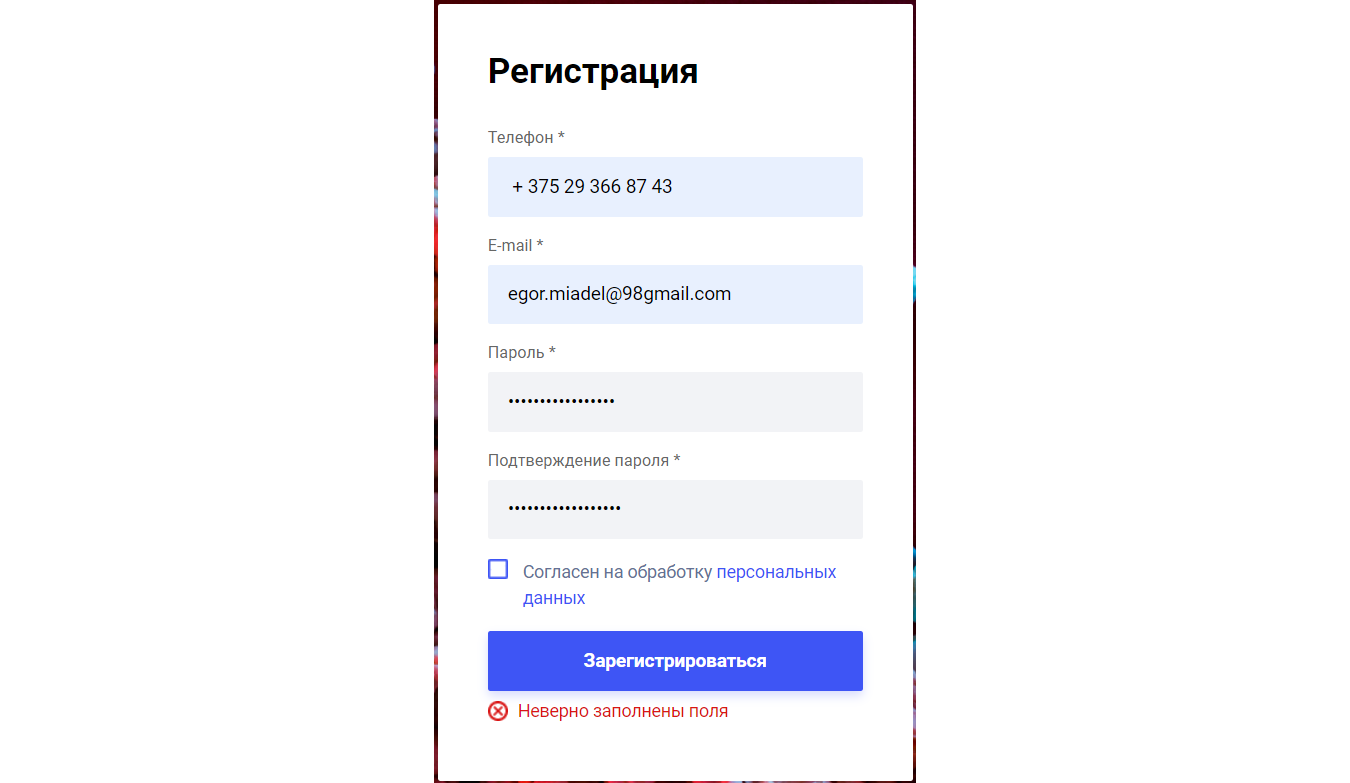 Регистрация
Телефон *
+ 375 29 366 87 43
E-mail *
egor.miadel@98gmail.com
Пароль *
•••••••••••••••••
Подтверждение пароля *
••••••••••••••••••
Согласен на обработку персональных
данных
Зарегистрироваться
Неверно заполнены поля